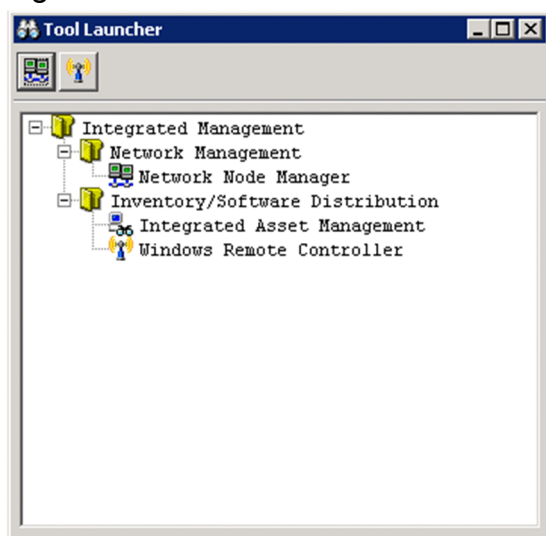 Tool Launcher
Integrated Management
Network Management
Network Node Manager
Inventory/Software Distribution
Integrated Asset Management
Windows Remote Controller